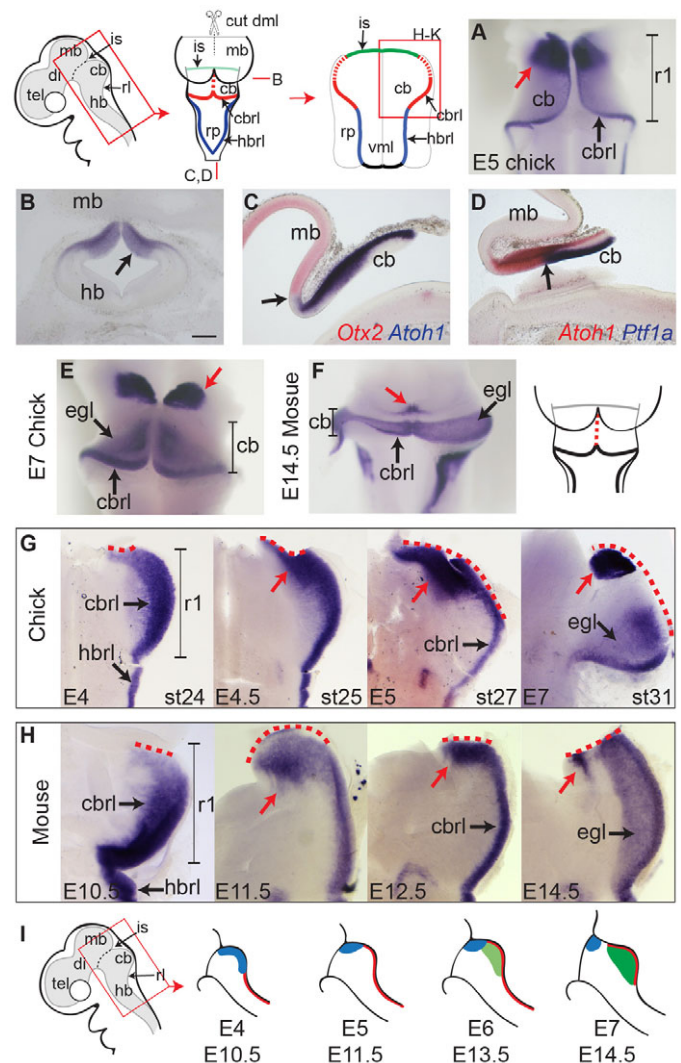 mb
is
di
cb
rl
tel
hb
cut dml
is
mb
B
cb
cbrl
rp
hbrl
C,D
is
H-K
cb
cbrl
rp
hbrl
vml
A
r1
cb
cbrl
E5 chick
B
mb
hb
C
mb
cb
Otx2 Atoh1
D
mb
cb
Atoh1 Ptf1a
E
E7 Chick
egl
cb
cbrl
F
E14.5 Mosue
cb
egl
cbrl
G
Chick
cbrl
r1
hbrl
E4
st24
E4.5
st25
cbrl
E5
st27
egl
E7
st31
H
Mouse
cbrl
r1
E10.5
hbrl
E11.5
cbrl
E12.5
egl
E14.5
I
mb
is
di
cb
rl
tel
hb
E4
E5
E6
E7
E10.5
E11.5
E13.5
E14.5